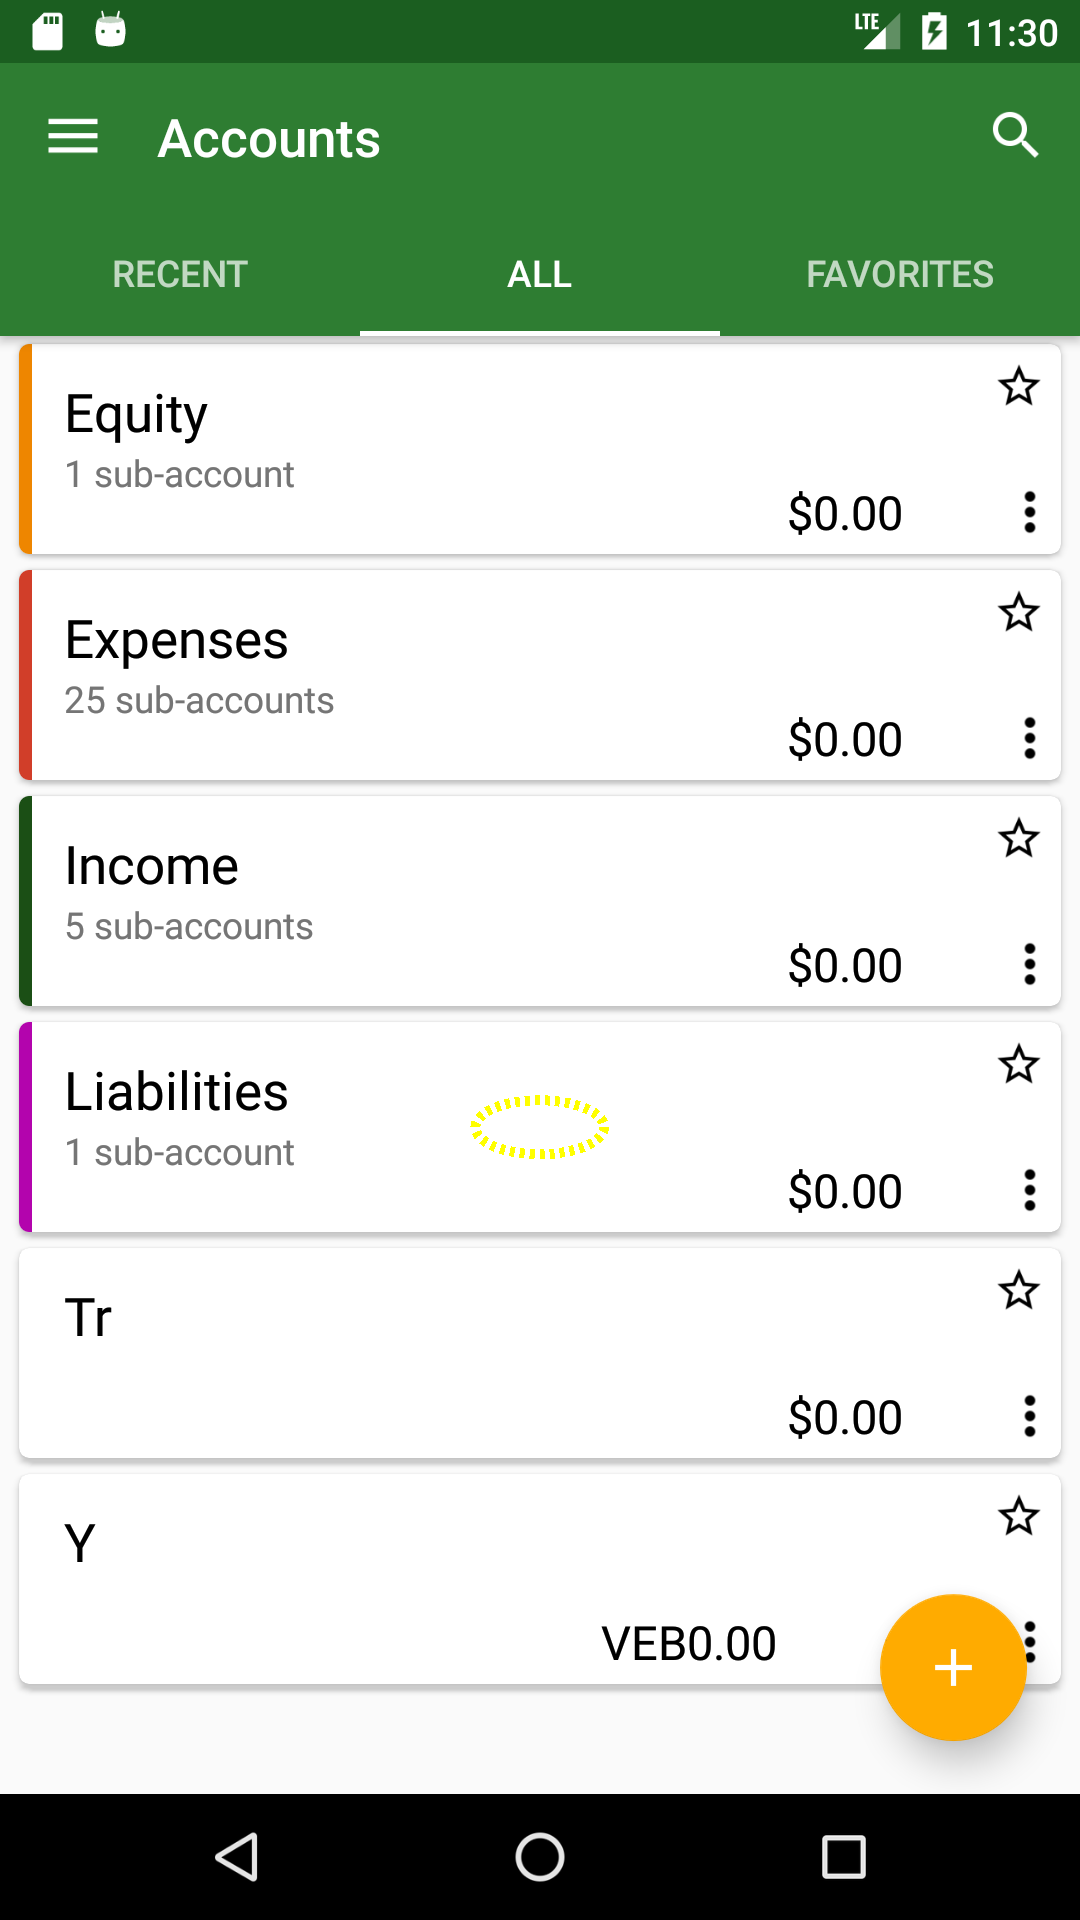 LTE 11:30
Accounts
RECENT ALL FAVORITES
Equity
1 sub-account
$0.00
Expenses
25 sub-accounts
$0.00
Income
5 sub-accounts
$0.00
Liabilities
1 sub-account
$0.00
Tr
$0.00
Y
VEB0.00